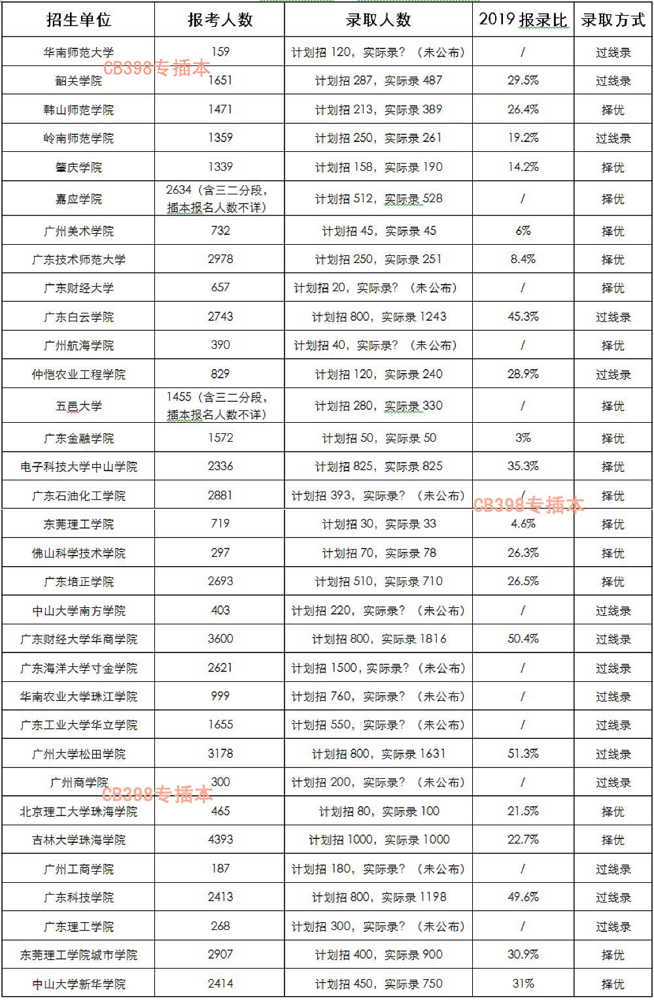 招生单位 报考人数 录取人数 2019 报录比 录取方式
华南师范大学 159 计划招 120，实际录？（未公布） / 过线录
CB398专插本
韶关学院 1651 计划招 287，实际录 487 29.5% 过线录
韩山师范学院 1471 计划招 213，实际录 389 26.4% 择优
岭南师范学院 1359 计划招 250，实际录 261 19.2% 过线录
肇庆学院 1339 计划招 158，实际录 190 14.2% 择优
嘉应学院 2634（含三二分段，插本报名人数不详） 计划招 512，实际录 528 / 择优
广州美术学院 732 计划招 45，实际录 45 6% 择优
广东技术师范大学 2978 计划招 250，实际录 251 8.4% 择优
广东财经大学 657 计划招 20，实际录？（未公布） / 择优
广东白云学院 2743 计划招 800，实际录 1243 45.3% 过线录
广州航海学院 390 计划招 40，实际录？（未公布） / 择优
仲恺农业工程学院 829 计划招 120，实际录 240 28.9% 过线录
五邑大学 1455（含三二分段，插本报名人数不详） 计划招 280，实际录 330 / 择优
广东金融学院 1572 计划招 50，实际录 50 3% 择优
电子科技大学中山学院 2336 计划招 825，实际录 825 35.3% 择优
广东石油化工学院 2881 计划招 393，实际录？（未公布） / 择优
CB398专插本
东莞理工学院 719 计划招 30，实际录 33 4.6% 择优
佛山科学技术学院 297 计划招 70，实际录 78 26.3% 择优
广东培正学院 2693 计划招 510，实际录 710 26.5% 择优
中山大学南方学院 403 计划招 220，实际录？（未公布） / 过线录
广东财经大学华商学院 3600 计划招 800，实际录 1816 50.4% 过线录
广东海洋大学寸金学院 2621 计划招 1500，实际录？（未公布） / 过线录
华南农业大学珠江学院 999 计划招 760，实际录？（未公布） / 过线录
广东工业大学华立学院 1655 计划招 550，实际录？（未公布） / 过线录
广州大学松田学院 3178 计划招 800，实际录 1631 51.3% 过线录
广州商学院 300 计划招 200，实际录？（未公布） / 过线录
CB398专插本
北京理工大学珠海学院 465 计划招 80，实际录 100 21.5% 择优
吉林大学珠海学院 4393 计划招 1000，实际录 1000 22.7% 择优
广州工商学院 187 计划招 180，实际录？（未公布） / 过线录
广东科技学院 2413 计划招 800，实际录 1198 49.6% 过线录
广东理工学院 268 计划招 300，实际录？（未公布） / 过线录
东莞理工学院城市学院 2907 计划招 400，实际录 900 30.9% 择优
中山大学新华学院 2414 计划招 450，实际录 750 31% 择优